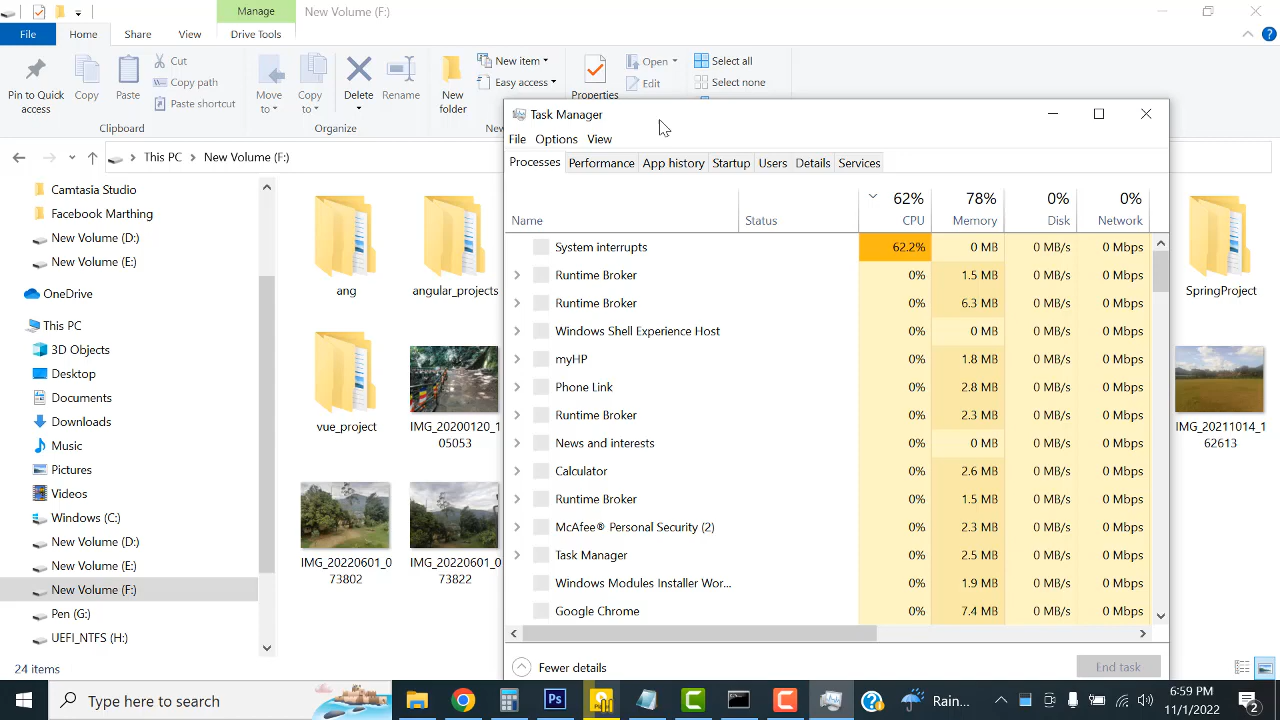 Manage
New Volume (F:)
File
Home
Share
View
Drive Tools
Pin to Quick
access
Copy
Paste
Cut
Copy path
Paste shortcut
Move
to
Copy
to
Delete
Rename
New
folder
New item
Easy access
Properties
Open
Edit
Select all
Select none
Clipboard
Organize
This PC
New Volume (F:)
Camtasia Studio
Facebook Marthing
New Volume (D:)
New Volume (E:)
OneDrive
This PC
3D Objects
Desktop
Documents
Downloads
Music
Pictures
Videos
Windows (C:)
New Volume (D:)
New Volume (E:)
New Volume (F:)
Pen (G:)
UEFI_NTFS (H:)
24 items
ang
angular_projects
SpringProject
vue_project
IMG_20200120_1
05053
IMG_20211014_1
62613
IMG_20220601_0
73802
IMG_20220601_0
73822
Task Manager
File
Options
View
Processes
Performance
App history
Startup
Users
Details
Services
62%
78%
0%
0%
Name
Status
CPU
Memory
Disk
Network
System interrupts 62.2% 0 MB 0 MB/s 0 Mbps
Runtime Broker 0% 1.5 MB 0 MB/s 0 Mbps
Runtime Broker 0% 6.3 MB 0 MB/s 0 Mbps
Windows Shell Experience Host 0% 0 MB 0 MB/s 0 Mbps
myHP 0% 1.8 MB 0 MB/s 0 Mbps
Phone Link 0% 2.8 MB 0 MB/s 0 Mbps
Runtime Broker 0% 2.3 MB 0 MB/s 0 Mbps
News and interests 0% 0 MB 0 MB/s 0 Mbps
Calculator 0% 2.6 MB 0 MB/s 0 Mbps
Runtime Broker 0% 1.5 MB 0 MB/s 0 Mbps
McAfee® Personal Security (2) 0% 2.3 MB 0 MB/s 0 Mbps
Task Manager 0% 2.5 MB 0 MB/s 0 Mbps
Windows Modules Installer Wor... 0% 1.9 MB 0 MB/s 0 Mbps
Google Chrome 0% 7.4 MB 0 MB/s 0 Mbps
Fewer details
End task
Type here to search
Ps
Rain...
PM
11/1/2022
2